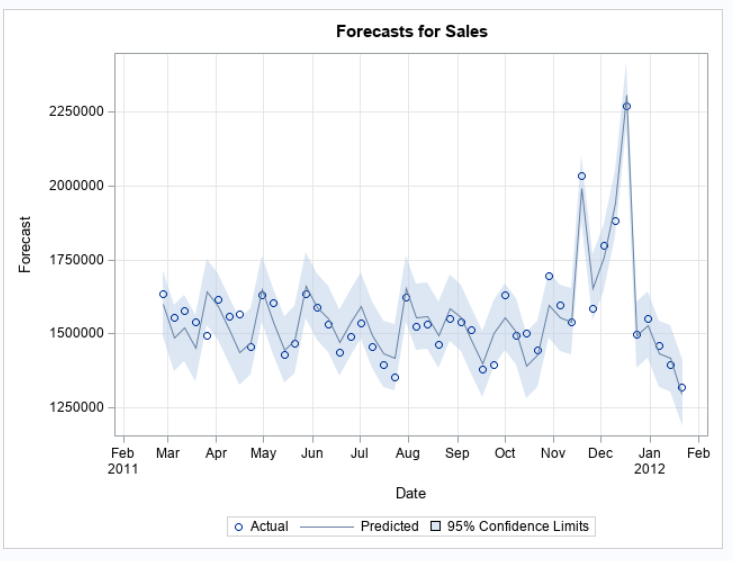 Forecasts for Sales
Forecast
2250000
2000000
1750000
1500000
1250000
Feb Mar Apr May Jun Jul Aug Sep Oct Nov Dec Jan Feb
2011 2012
Date
Actual Predicted 95% Confidence Limits